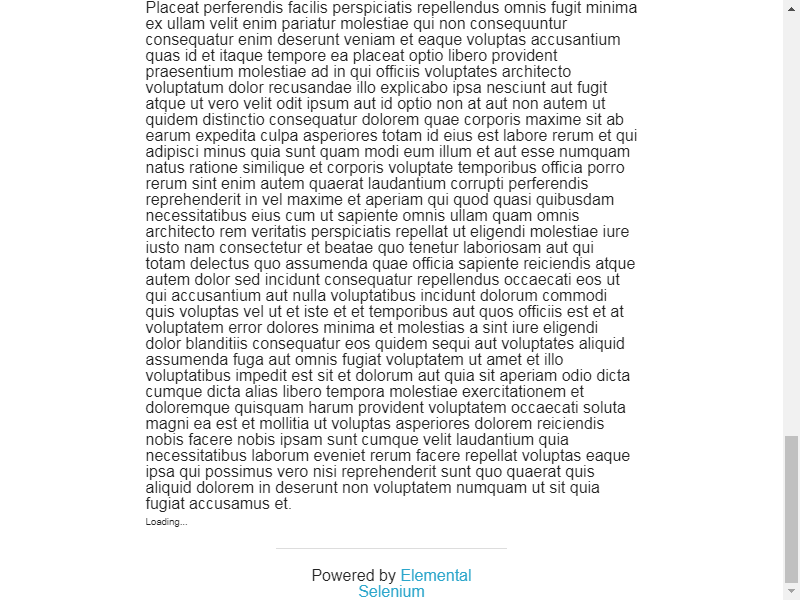 Placeat perferendis facilis perspiciatis repellendus omnis fugit minima
ex ullam velit enim pariatur molestiae qui non consequuntur
consequatur enim deserunt veniam et eaque voluptas accusantium
quas id et itaque tempore ea placeat optio libero provident
praesentium molestiae ad in qui officiis voluptates architecto
voluptatum dolor recusandae illo explicabo ipsa nesciunt aut fugit
atque ut vero velit odit ipsum aut id optio non at aut non autem ut
quidem distinctio consequatur dolorem quae corporis maxime sit ab
earum expedita culpa asperiores totam id eius est labore rerum et qui
adipisci minus quia sunt quam modi eum illum et aut esse numquam
natus ratione similique et corporis voluptate temporibus officia porro
rerum sint enim autem quaerat laudantium corrupti perferendis
reprehenderit in vel maxime et aperiam qui quod quasi quibusdam
necessitatibus eius cum ut sapiente omnis ullam quam omnis
architecto rem veritatis perspiciatis repellat ut eligendi molestiae iure
iusto nam consectetur et beatae quo tenetur laboriosam aut qui
totam delectus quo assumenda quae officia sapiente reiciendis atque
autem dolor sed incidunt consequatur repellendus occaecati eos ut
qui accusantium aut nulla voluptatibus incidunt dolorum commodi
quis voluptas vel ut et iste et et temporibus aut quos officiis est et at
voluptatem error dolores minima et molestias a sint iure eligendi
dolor blanditiis consequatur eos quidem sequi aut voluptates aliquid
assumenda fuga aut omnis fugiat voluptatem ut amet et illo
voluptatibus impedit est sit et dolorum aut quia sit aperiam odio dicta
cumque dicta alias libero tempora molestiae exercitationem et
doloremque quisquam harum provident voluptatem occaecati soluta
magni ea est et mollitia ut voluptas asperiores dolorem reiciendis
nobis facere nobis ipsam sunt cumque velit laudantium quia
necessitatibus laborum eveniet rerum facere repellat voluptas eaque
ipsa qui possimus vero nisi reprehenderit sunt quo quaerat quis
aliquid dolorem in deserunt non voluptatem numquam ut sit quia
fugiat accusamus et.
Loading...
Powered by Elemental
Selenium